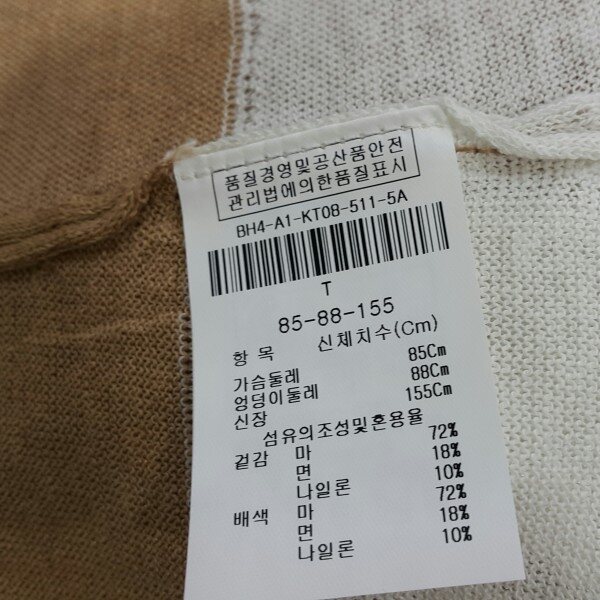 품질경영및공산품안전
관리법에의한품질표시
BH4-A1-KT08-511-5A
T
85-88-155
항 목 신체치수(Cm)
가슴둘레 85Cm
엉덩이둘레 88Cm
신장 155Cm
섬유의조성및혼용율
겉감 마 72%
면 18%
나일론 10%
배색 마 72%
면 18%
나일론 10%